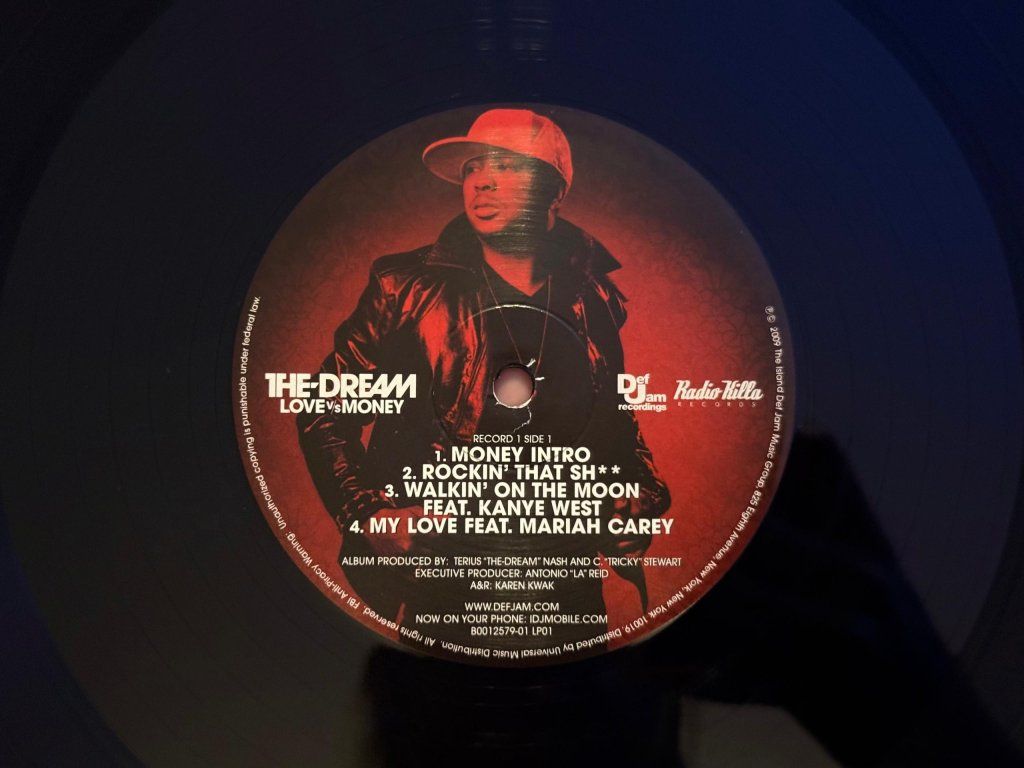 THE-DREAM
LOVE Vs MONEY
Def Jam recordings
Radio Killa
RECORDS
RECORD 1 SIDE 1
1. MONEY INTRO
2. ROCKIN' THAT SH**
3. WALKIN' ON THE MOON
FEAT. KANYE WEST
4. MY LOVE FEAT. MARIAH CAREY
ALBUM PRODUCED BY: TERIUS "THE-DREAM" NASH AND C. "TRICKY" STEWART
EXECUTIVE PRODUCER: ANTONIO "LA" REID
A&R: KAREN KWAK
WWW.DEFJAM.COM
NOW ON YOUR PHONE: IDJMOBILE.COM
B0012579-01 LP01
℗ © 2009 The Island Def Jam Music Group, 825 Eighth Avenue, New York, New York 10019. Distributed by Universal Music Distribution. All rights reserved. FBI Anti-Piracy Warning: Unauthorized copying is punishable under federal law.